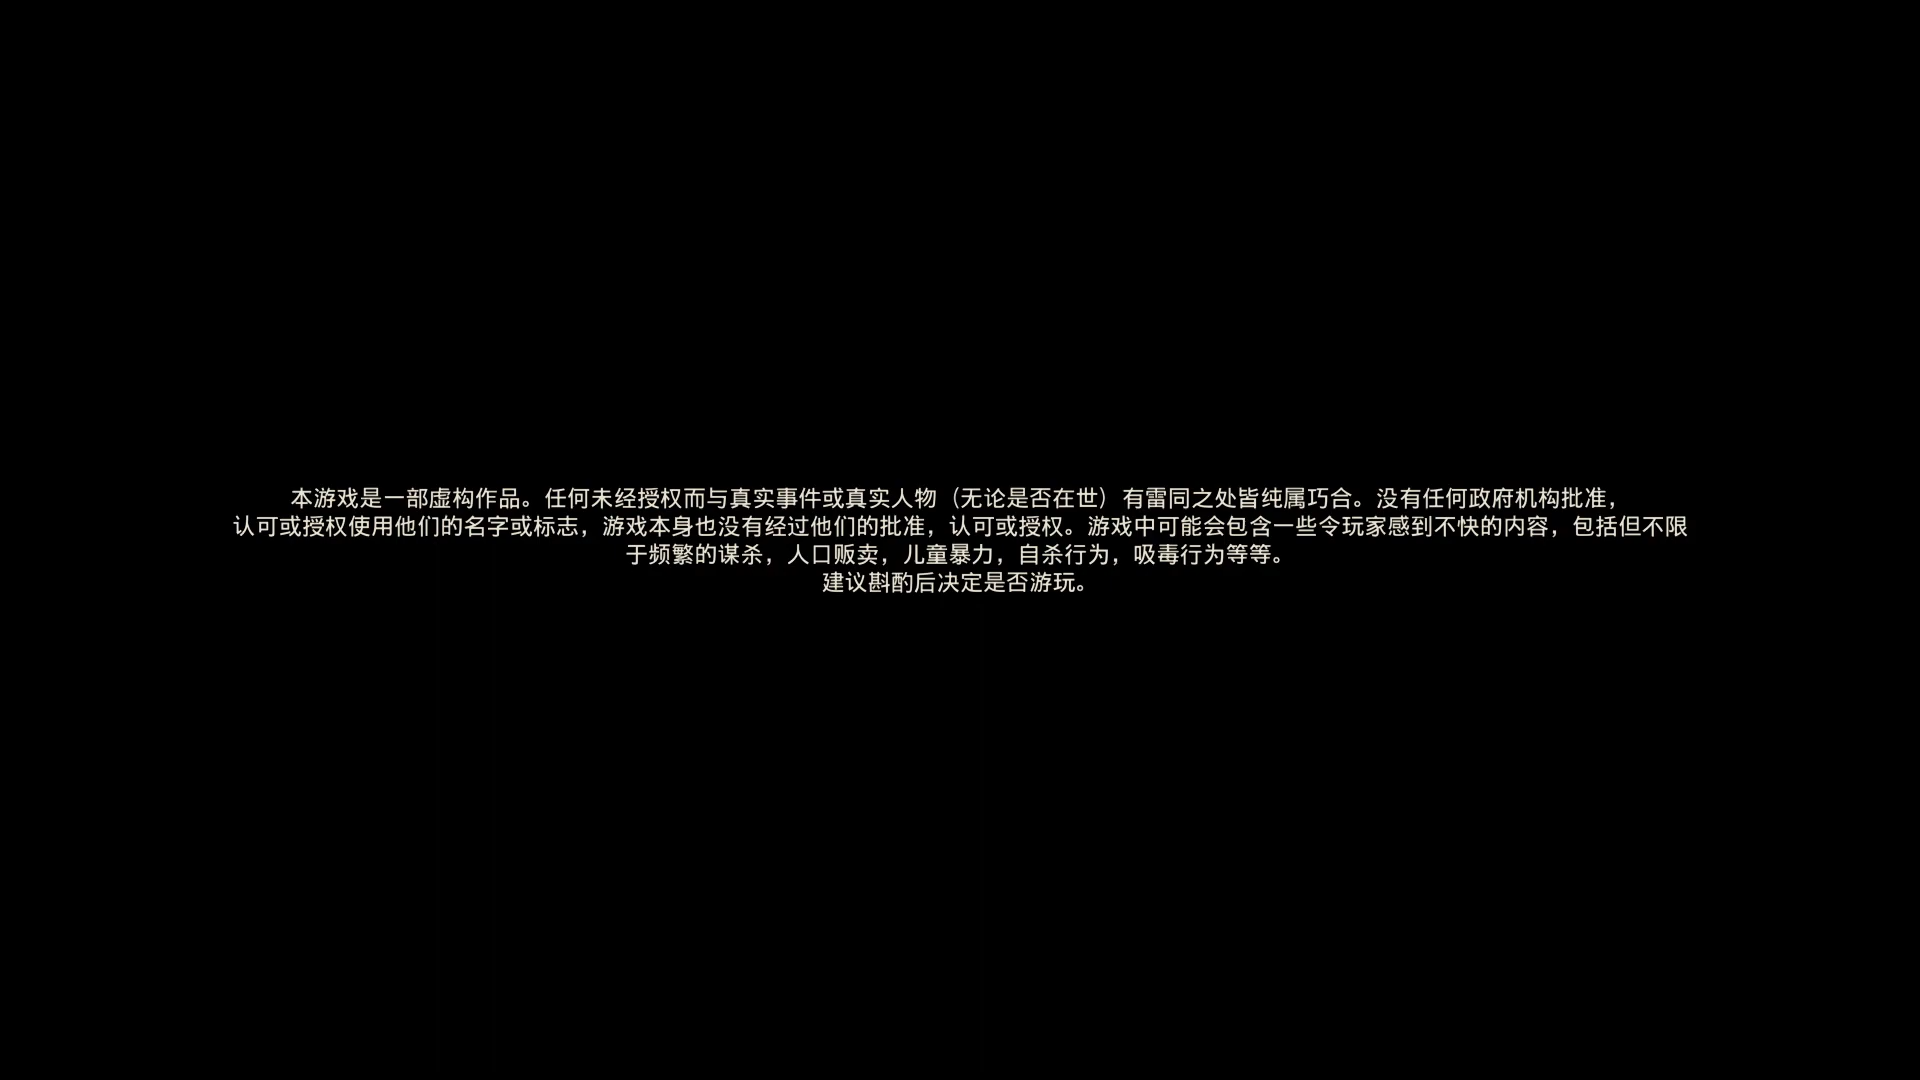 本游戏是一部虚构作品。任何未经授权而与真实事件或真实人物（无论是否在世）有雷同之处皆纯属巧合。没有任何政府机构批准，
认可或授权使用他们的名字或标志，游戏本身也没有经过他们的批准，认可或授权。游戏中可能会包含一些令玩家感到不快的内容，包括但不限
于频繁的谋杀，人口贩卖，儿童暴力，自杀行为，吸毒行为等等。
建议斟酌后决定是否游玩。